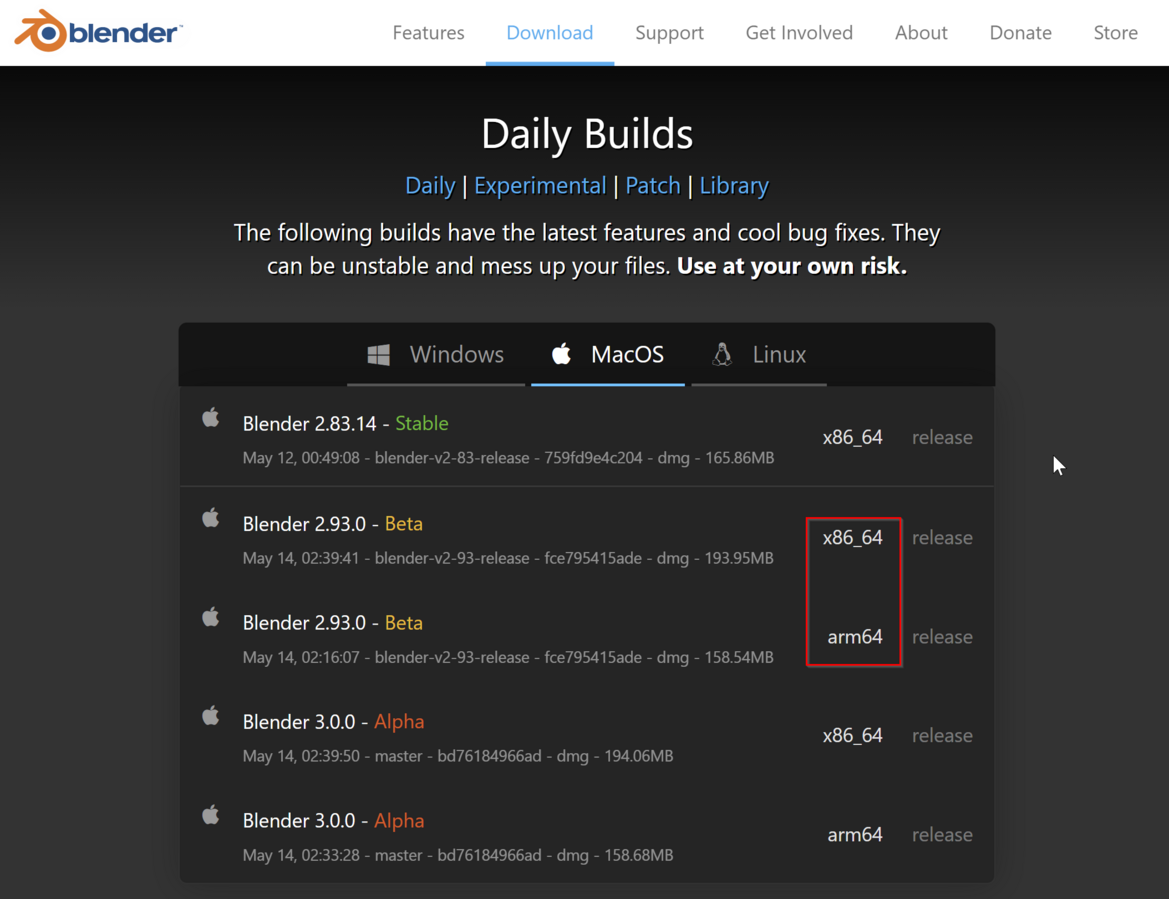 blender™
Features Download Support Get Involved About Donate Store
Daily Builds
Daily | Experimental | Patch | Library
The following builds have the latest features and cool bug fixes. They
can be unstable and mess up your files. Use at your own risk.
Windows MacOS Linux
Blender 2.83.14 - Stable
x86_64 release
May 12, 00:49:08 - blender-v2-83-release - 759fd9e4c204 - dmg - 165.86MB
Blender 2.93.0 - Beta
x86_64 release
May 14, 02:39:41 - blender-v2-93-release - fce795415ade - dmg - 193.95MB
Blender 2.93.0 - Beta
arm64 release
May 14, 02:16:07 - blender-v2-93-release - fce795415ade - dmg - 158.54MB
Blender 3.0.0 - Alpha
x86_64 release
May 14, 02:39:50 - master - bd76184966ad - dmg - 194.06MB
Blender 3.0.0 - Alpha
arm64 release
May 14, 02:33:28 - master - bd76184966ad - dmg - 158.68MB